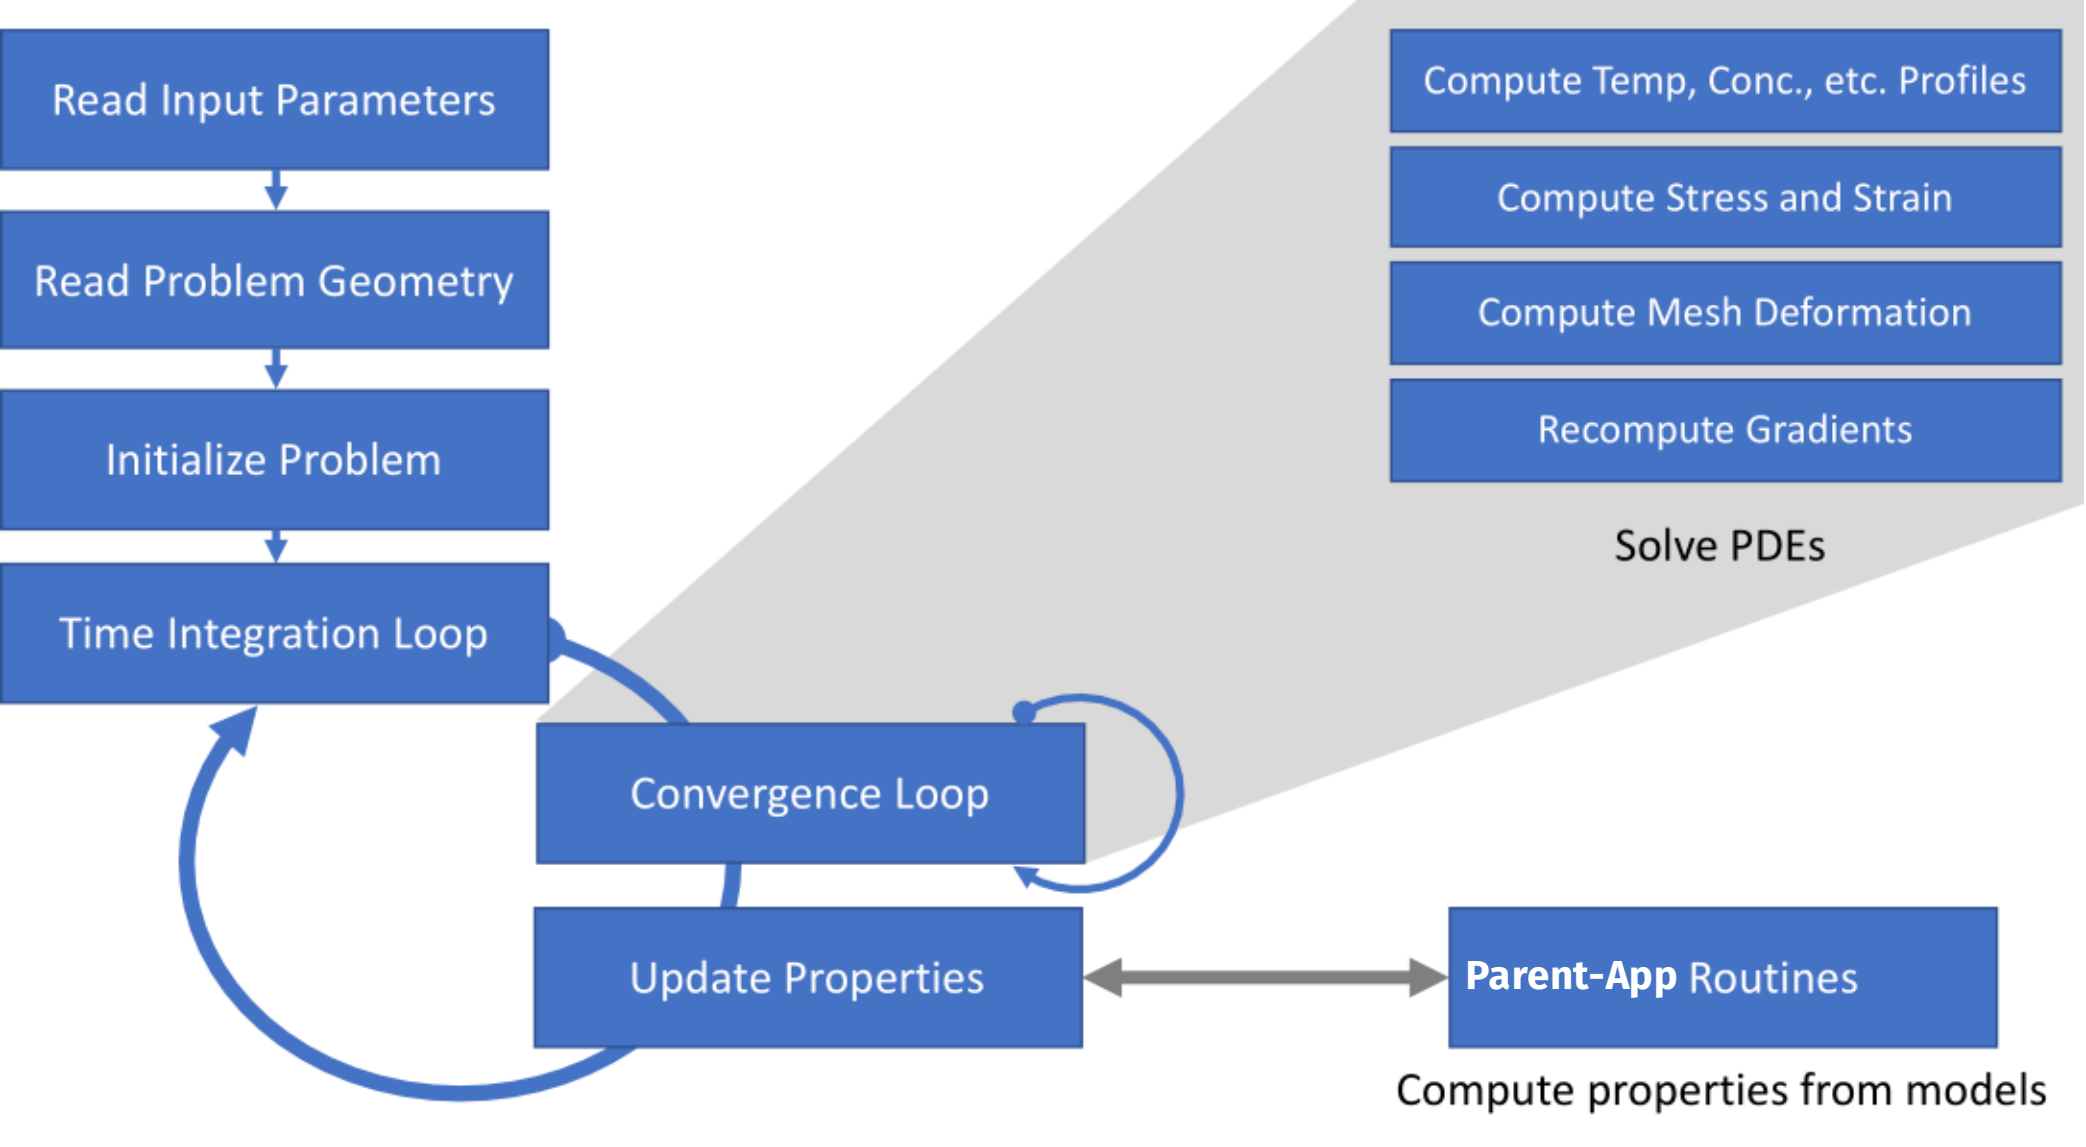 Read Input Parameters
Read Problem Geometry
Initialize Problem
Time Integration Loop
Convergence Loop
Update Properties
Compute Temp, Conc., etc. Profiles
Compute Stress and Strain
Compute Mesh Deformation
Recompute Gradients
Solve PDEs
Parent-App Routines
Compute properties from models